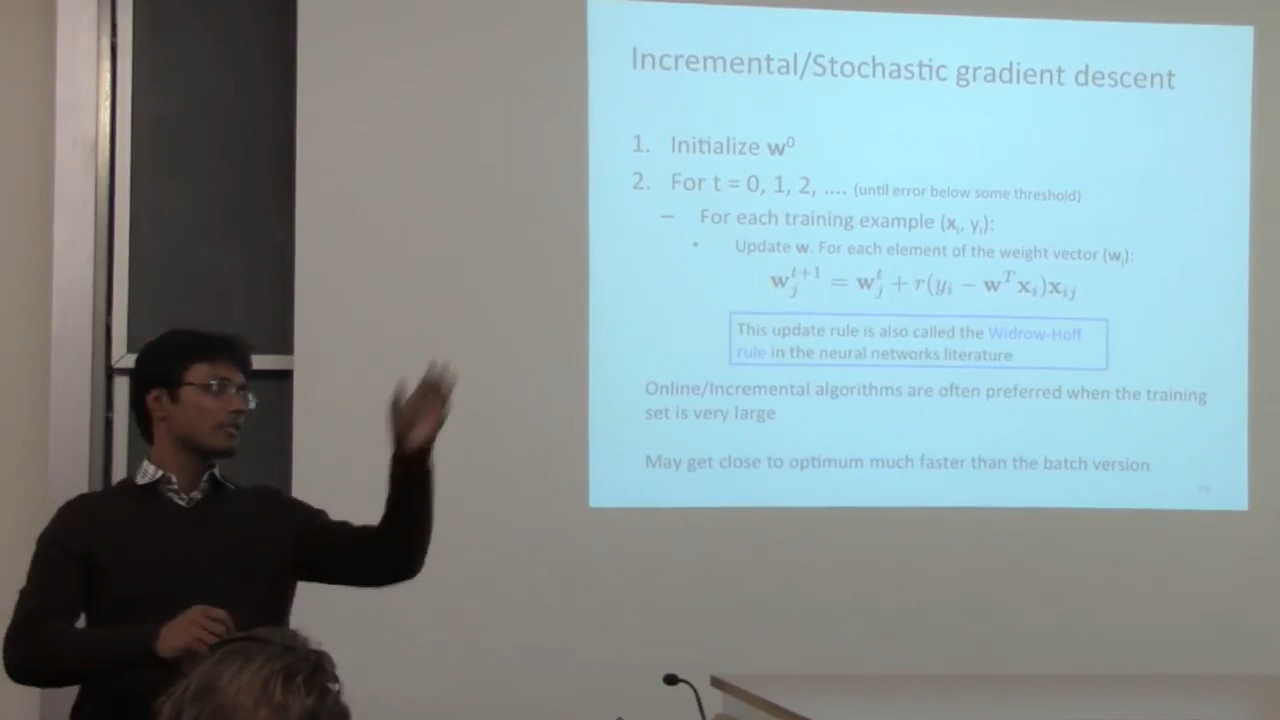 Incremental/Stochastic gradient descent
1. Initialize w⁰
2. For t = 0, 1, 2, .... (until error below some threshold)
– For each training example (xᵢ, yᵢ):
• Update w. For each element of the weight vector (wⱼ):
wⱼᵗ⁺¹ = wⱼᵗ + r(yᵢ − wᵀxᵢ)xᵢⱼ
This update rule is also called the Widrow-Hoff
rule in the neural networks literature
Online/Incremental algorithms are often preferred when the training
set is very large
May get close to optimum much faster than the batch version